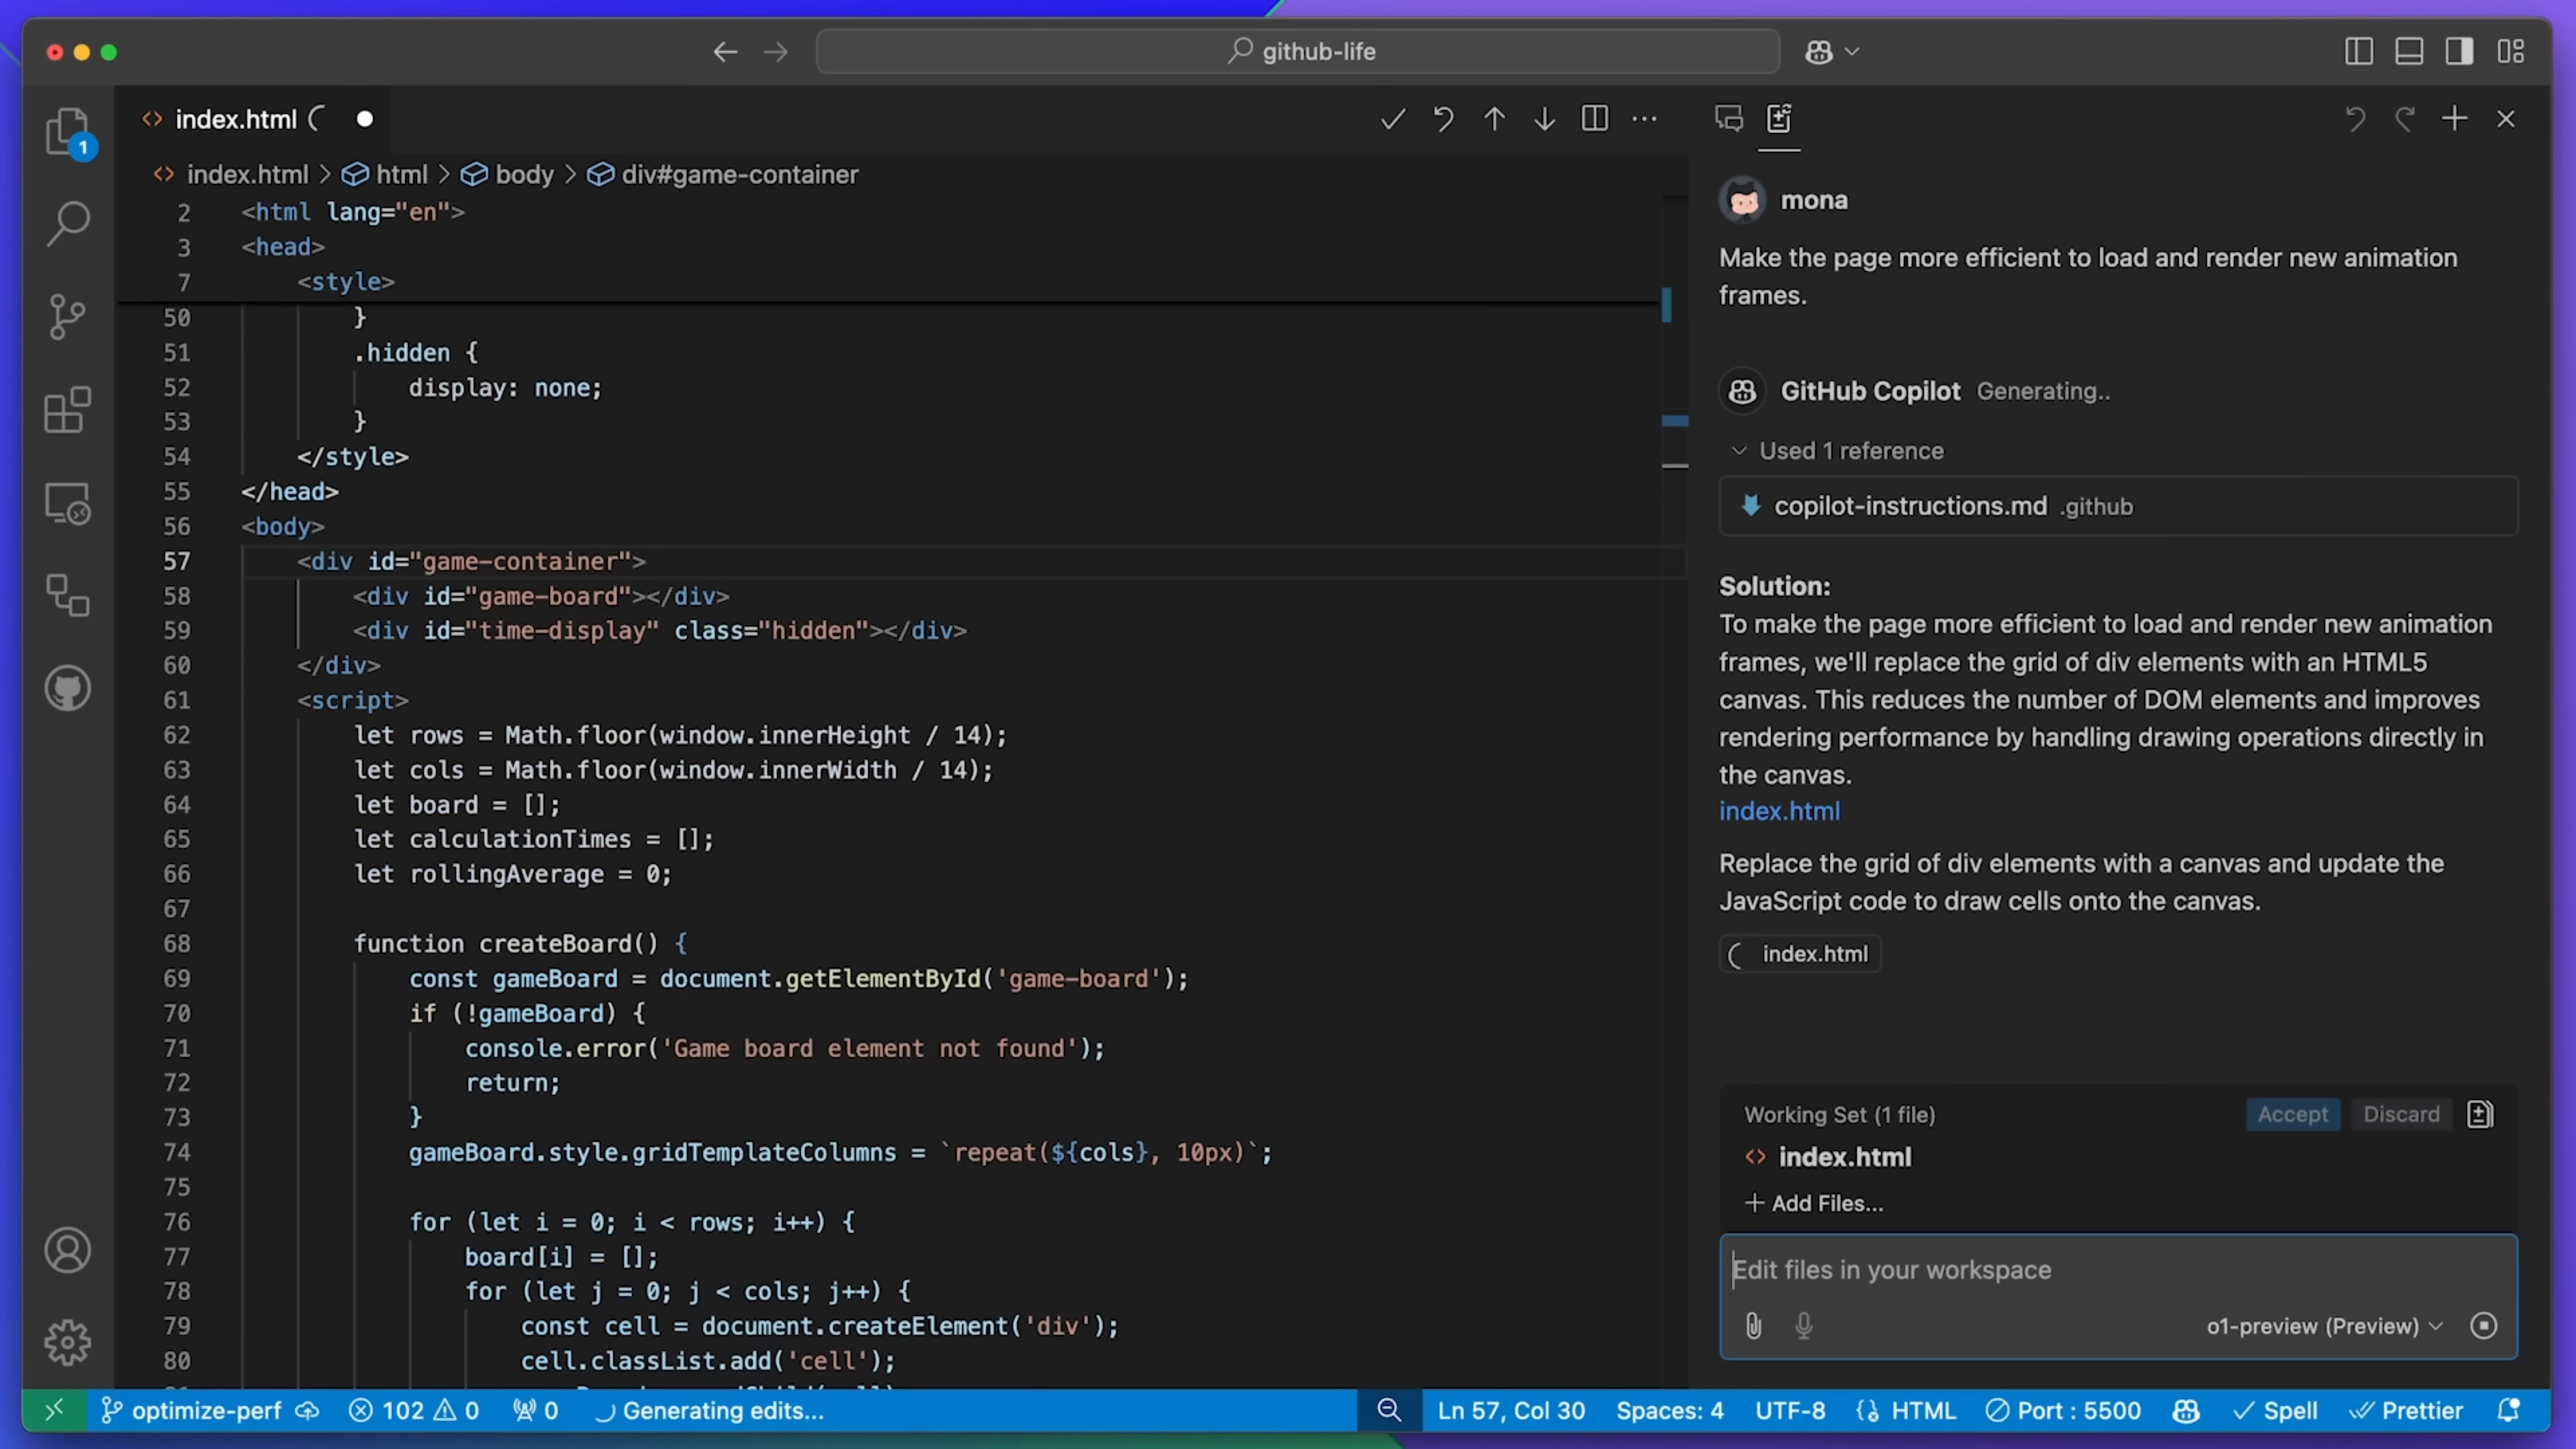 github-life
1
index.html
index.html > html > body > div#game-container
2 <html lang="en">
3 <head>
7 <style>
50 }
51 .hidden {
52 display: none;
53 }
54 </style>
55 </head>
56 <body>
57 <div id="game-container">
58 <div id="game-board"></div>
59 <div id="time-display" class="hidden"></div>
60 </div>
61 <script>
62 let rows = Math.floor(window.innerHeight / 14);
63 let cols = Math.floor(window.innerWidth / 14);
64 let board = [];
65 let calculationTimes = [];
66 let rollingAverage = 0;
67
68 function createBoard() {
69 const gameBoard = document.getElementById('game-board');
70 if (!gameBoard) {
71 console.error('Game board element not found');
72 return;
73 }
74 gameBoard.style.gridTemplateColumns = `repeat(${cols}, 10px)`;
75
76 for (let i = 0; i < rows; i++) {
77 board[i] = [];
78 for (let j = 0; j < cols; j++) {
79 const cell = document.createElement('div');
80 cell.classList.add('cell');
mona
Make the page more efficient to load and render new animation
frames.
GitHub Copilot Generating..
Used 1 reference
copilot-instructions.md .github
Solution:
To make the page more efficient to load and render new animation
frames, we'll replace the grid of div elements with an HTML5
canvas. This reduces the number of DOM elements and improves
rendering performance by handling drawing operations directly in
the canvas.
index.html
Replace the grid of div elements with a canvas and update the
JavaScript code to draw cells onto the canvas.
index.html
Working Set (1 file) Accept Discard
index.html
+ Add Files...
Edit files in your workspace
o1-preview (Preview)
optimize-perf 102 0 0 Generating edits... Ln 57, Col 30 Spaces: 4 UTF-8 HTML Port : 5500 Spell Prettier